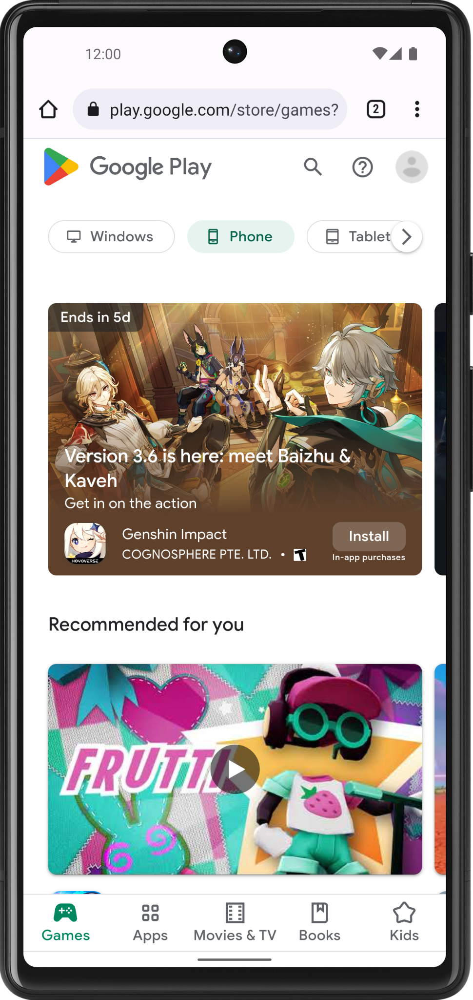 12:00
play.google.com/store/games?
2
Google Play
Windows
Phone
Tablet
Ends in 5d
Version 3.6 is here: meet Baizhu &
Kaveh
Get in on the action
Genshin Impact
COGNOSPHERE PTE. LTD. • T
Install
In-app purchases
HOYOVERSE
Recommended for you
FRUTTI
Games
Apps
Movies & TV
Books
Kids